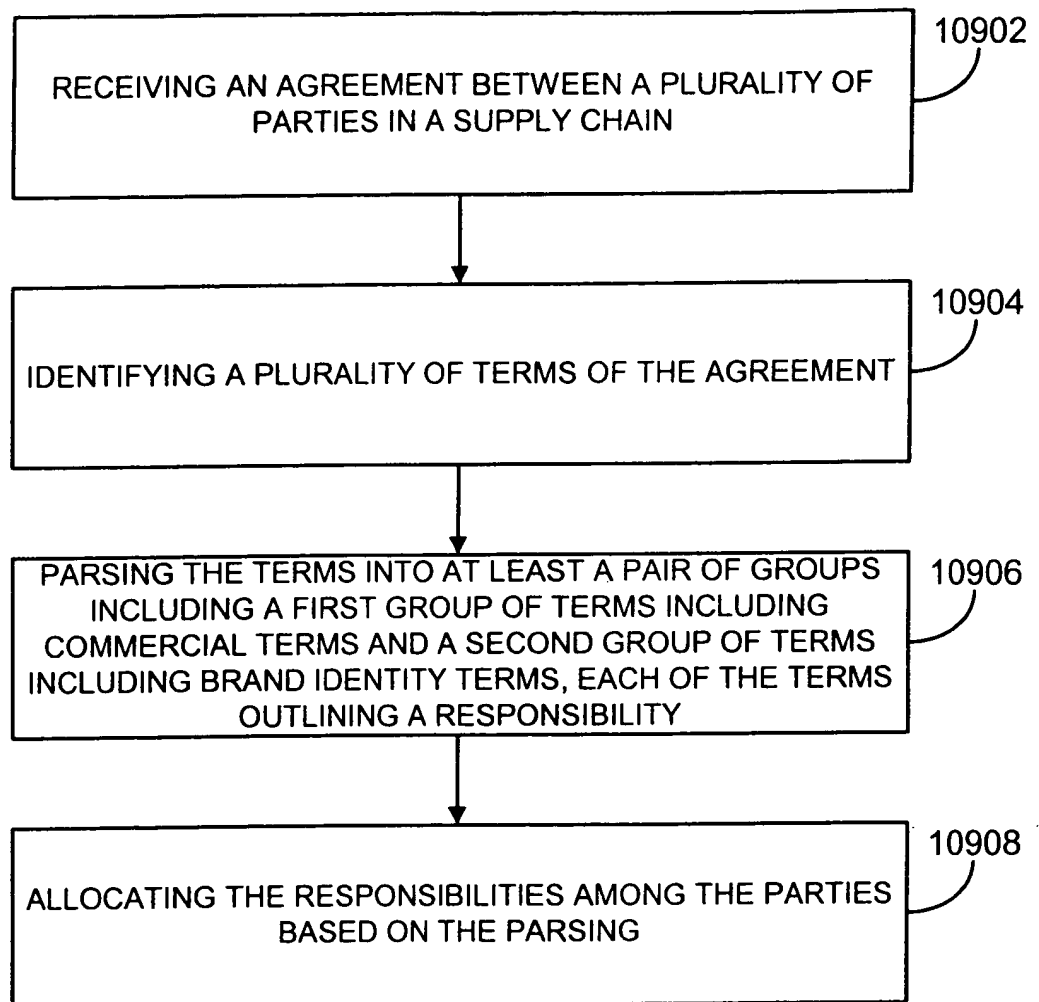 10902
RECEIVING AN AGREEMENT BETWEEN A PLURALITY OF
PARTIES IN A SUPPLY CHAIN
10904
IDENTIFYING A PLURALITY OF TERMS OF THE AGREEMENT
10906
PARSING THE TERMS INTO AT LEAST A PAIR OF GROUPS
INCLUDING A FIRST GROUP OF TERMS INCLUDING
COMMERCIAL TERMS AND A SECOND GROUP OF TERMS
INCLUDING BRAND IDENTITY TERMS, EACH OF THE TERMS
OUTLINING A RESPONSIBILITY
10908
ALLOCATING THE RESPONSIBILITIES AMONG THE PARTIES
BASED ON THE PARSING